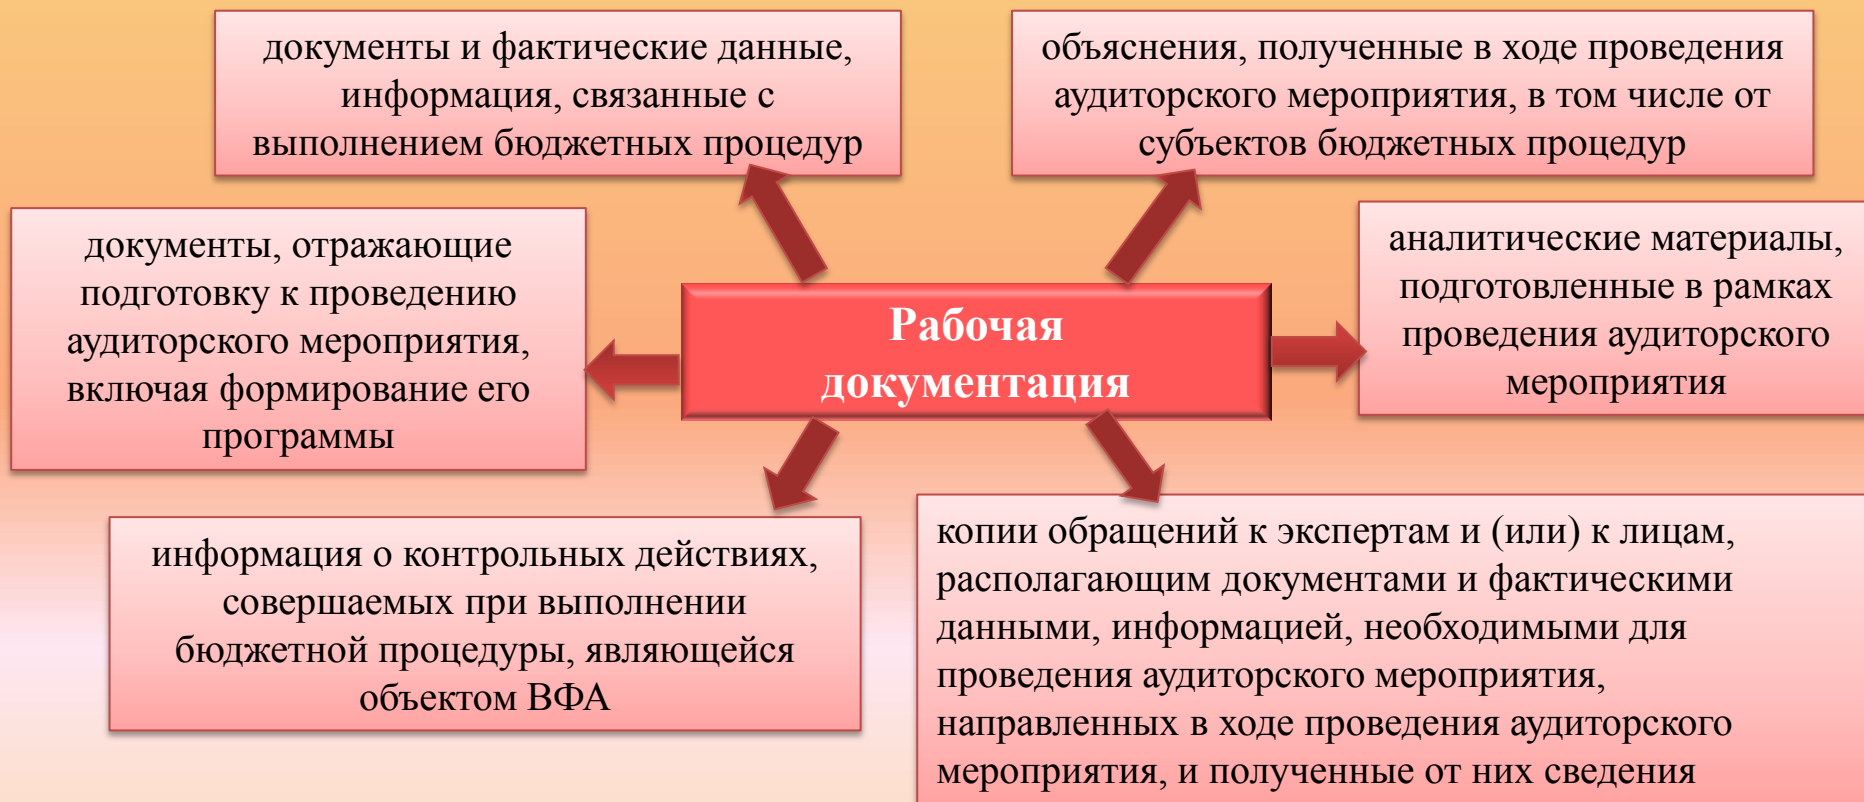 документы и фактические данные,
информация, связанные с
выполнением бюджетных процедур
объяснения, полученные в ходе проведения
аудиторского мероприятия, в том числе от
субъектов бюджетных процедур
документы, отражающие
подготовку к проведению
аудиторского мероприятия,
включая формирование его
программы
Рабочая
документация
аналитические материалы,
подготовленные в рамках
проведения аудиторского
мероприятия
информация о контрольных действиях,
совершаемых при выполнении
бюджетной процедуры, являющейся
объектом ВФА
копии обращений к экспертам и (или) к лицам,
располагающим документами и фактическими
данными, информацией, необходимыми для
проведения аудиторского мероприятия,
направленных в ходе проведения аудиторского
мероприятия, и полученные от них сведения